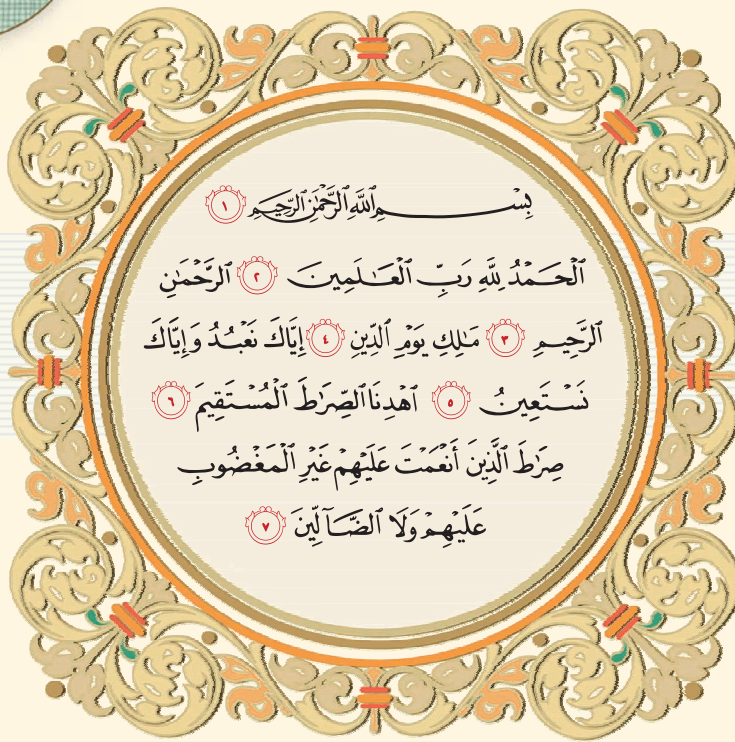 بِسْمِ ٱللَّهِ ٱلرَّحْمَٰنِ ٱلرَّحِيمِ ١
ٱلْحَمْدُ لِلَّهِ رَبِّ ٱلْعَٰلَمِينَ ٢ ٱلرَّحْمَٰنِ
ٱلرَّحِيمِ ٣ مَٰلِكِ يَوْمِ ٱلدِّينِ ٤ إِيَّاكَ نَعْبُدُ وَإِيَّاكَ
نَسْتَعِينُ ٥ ٱهْدِنَا ٱلصِّرَٰطَ ٱلْمُسْتَقِيمَ ٦
صِرَٰطَ ٱلَّذِينَ أَنْعَمْتَ عَلَيْهِمْ غَيْرِ ٱلْمَغْضُوبِ
عَلَيْهِمْ وَلَا ٱلضَّآلِّينَ ٧